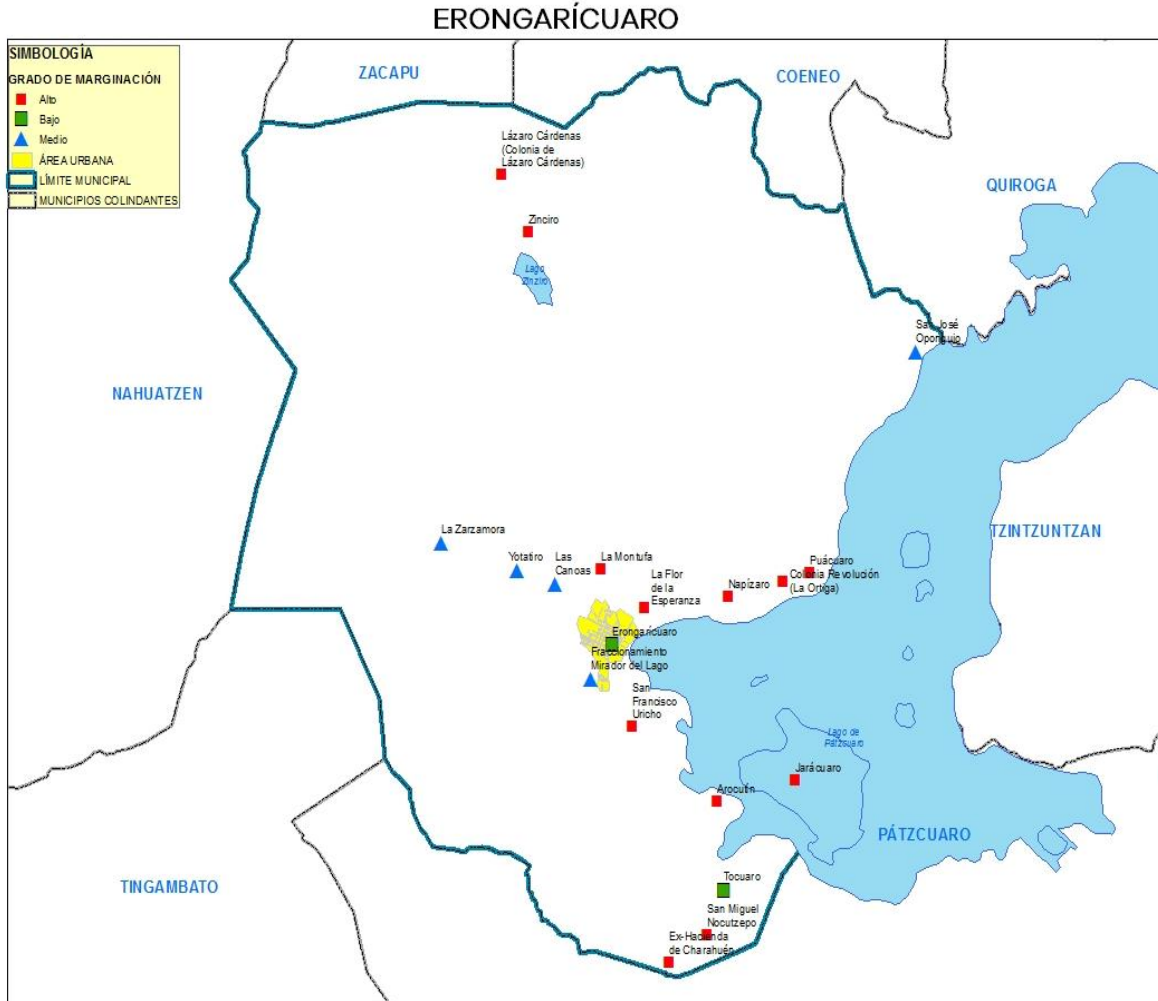 ERONGARÍCUARO
SIMBOLOGÍA
GRADO DE MARGINACIÓN
Alto
Bajo
Medio
ÁREA URBANA
LÍMITE MUNICIPAL
MUNICIPIOS COLINDANTES
ZACAPU
COENEO
Lázaro Cárdenas
(Colonia de
Lázaro Cárdenas)
QUIROGA
Zinciro
Lago
Zinziro
San José
Oponguio
NAHUATZEN
La Zarzamora
TZINTZUNTZAN
Yotatiro
Las
Canoas
La Montufa
La Flor
de la
Esperanza
Napízaro
Puácuaro
Colonia Revolución
(La Ortiga)
Erongarícuaro
Fraccionamiento
Mirador del Lago
San
Francisco
Uricho
Lago de
Pátzcuaro
Jarácuaro
Arocutín
PÁTZCUARO
TINGAMBATO
Tocuaro
San Miguel
Nocutzepo
Ex-Hacienda
de Charahuén